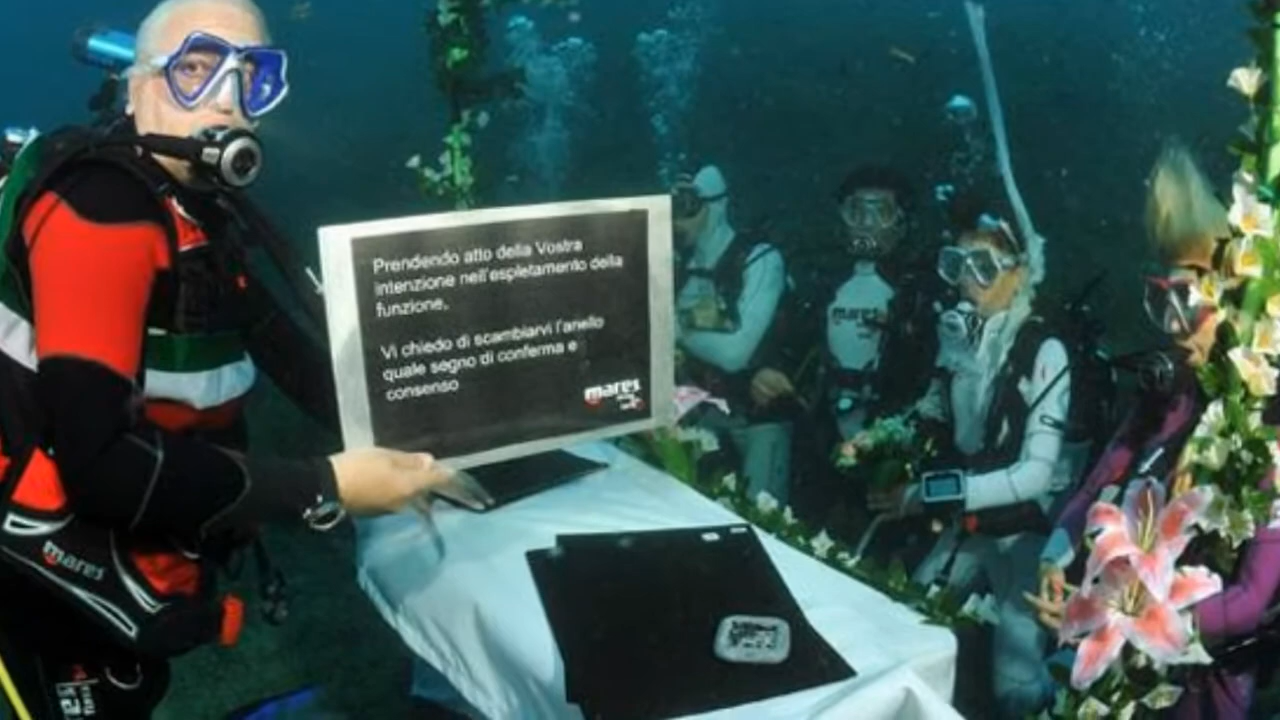 Prendendo atto della Vostra
intenzione nell'espletamento della
funzione,
Vi chiedo di scambiarvi l'anello
quale segno di conferma e
consenso
mares
mares
mares